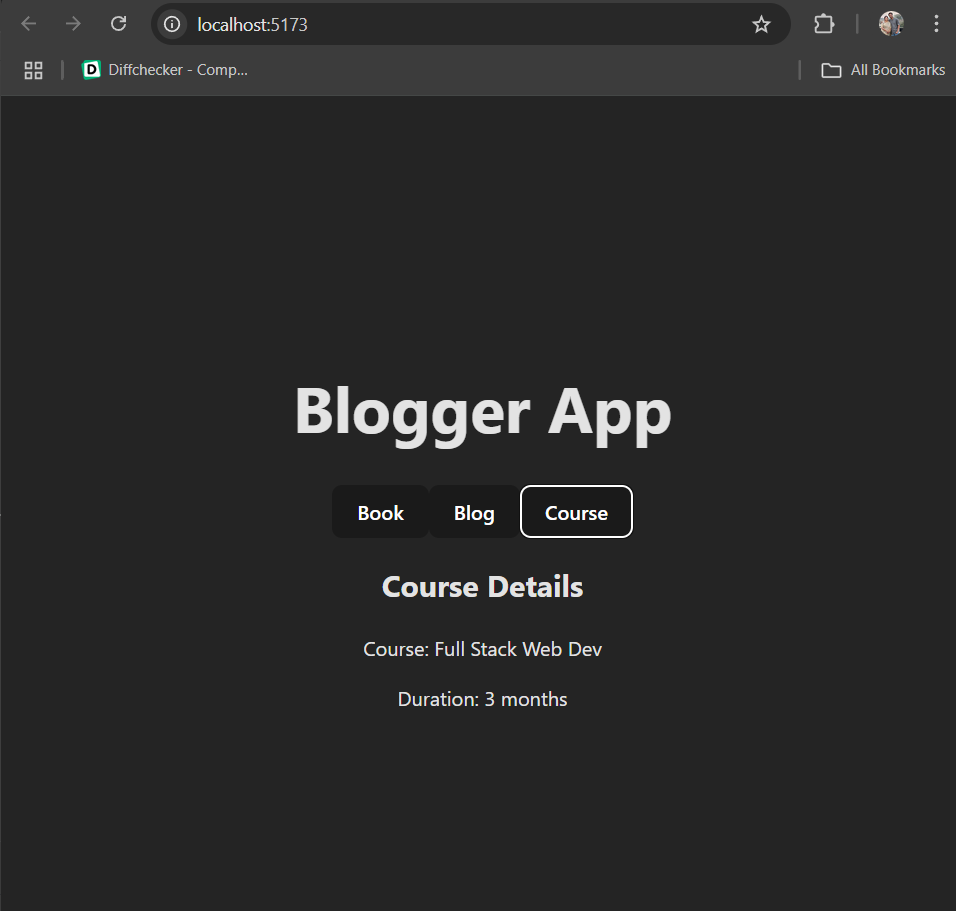 localhost:5173
Diffchecker - Comp...
All Bookmarks
Blogger App
Book Blog Course
Course Details
Course: Full Stack Web Dev
Duration: 3 months